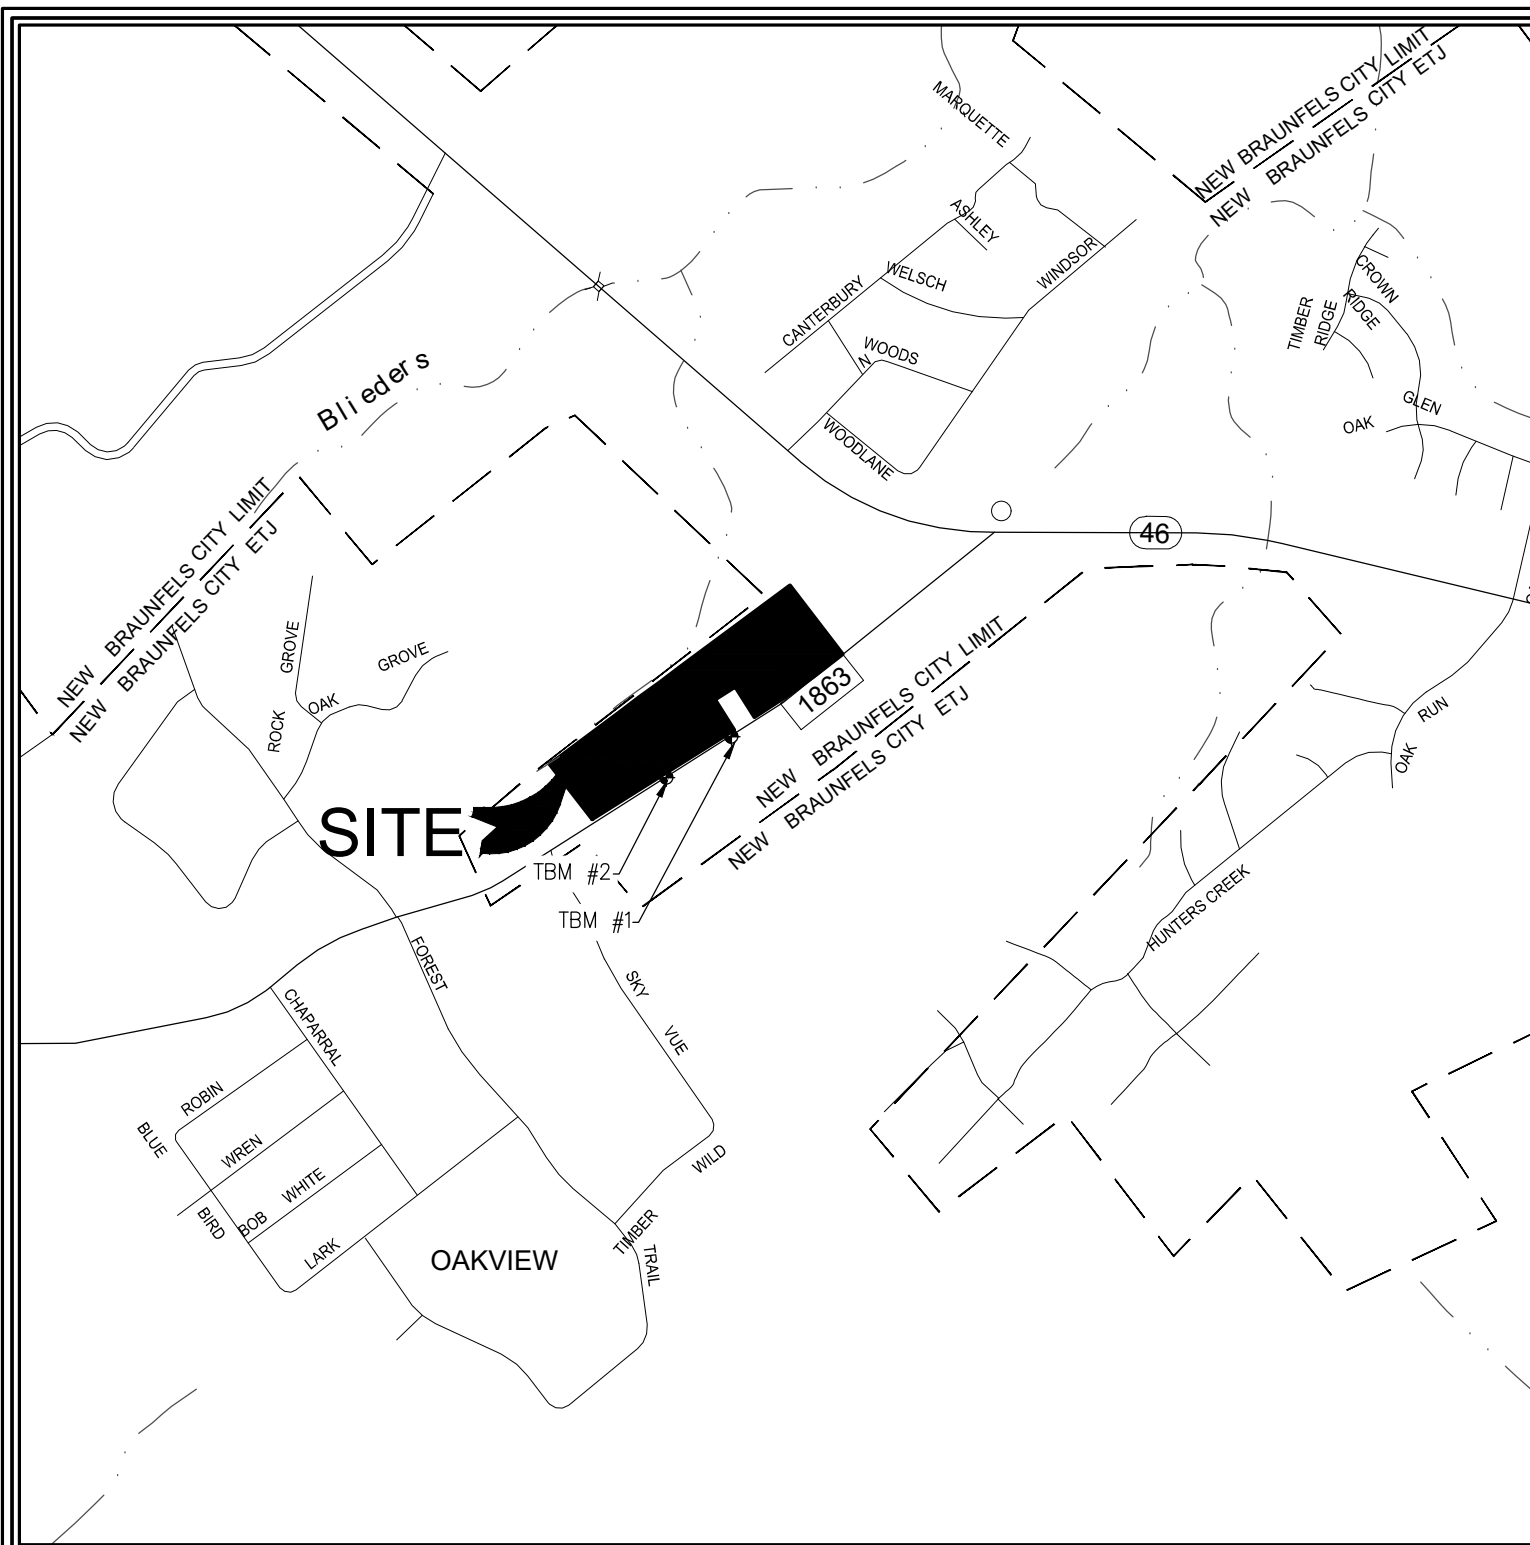 NEW BRAUNFELS CITY LIMIT
NEW BRAUNFELS CITY ETJ
MARQUETTE
ASHLEY
WELSCH
WINDSOR
CANTERBURY
N WOODS
WOODLANE
CROWN
RIDGE
TIMBER
RIDGE
GLEN
OAK
Blieders
46
NEW BRAUNFELS CITY LIMIT
NEW BRAUNFELS CITY ETJ
GROVE
ROCK
OAK
GROVE
1863
NEW BRAUNFELS CITY LIMIT
NEW BRAUNFELS CITY ETJ
SITE
TBM #2
TBM #1
OAK
RUN
HUNTERS CREEK
FOREST
CHAPARRAL
SKY
VUE
ROBIN
BLUE
WREN
WHITE
BOB
BIRD
LARK
WILD
TIMBER
TRAIL
OAKVIEW